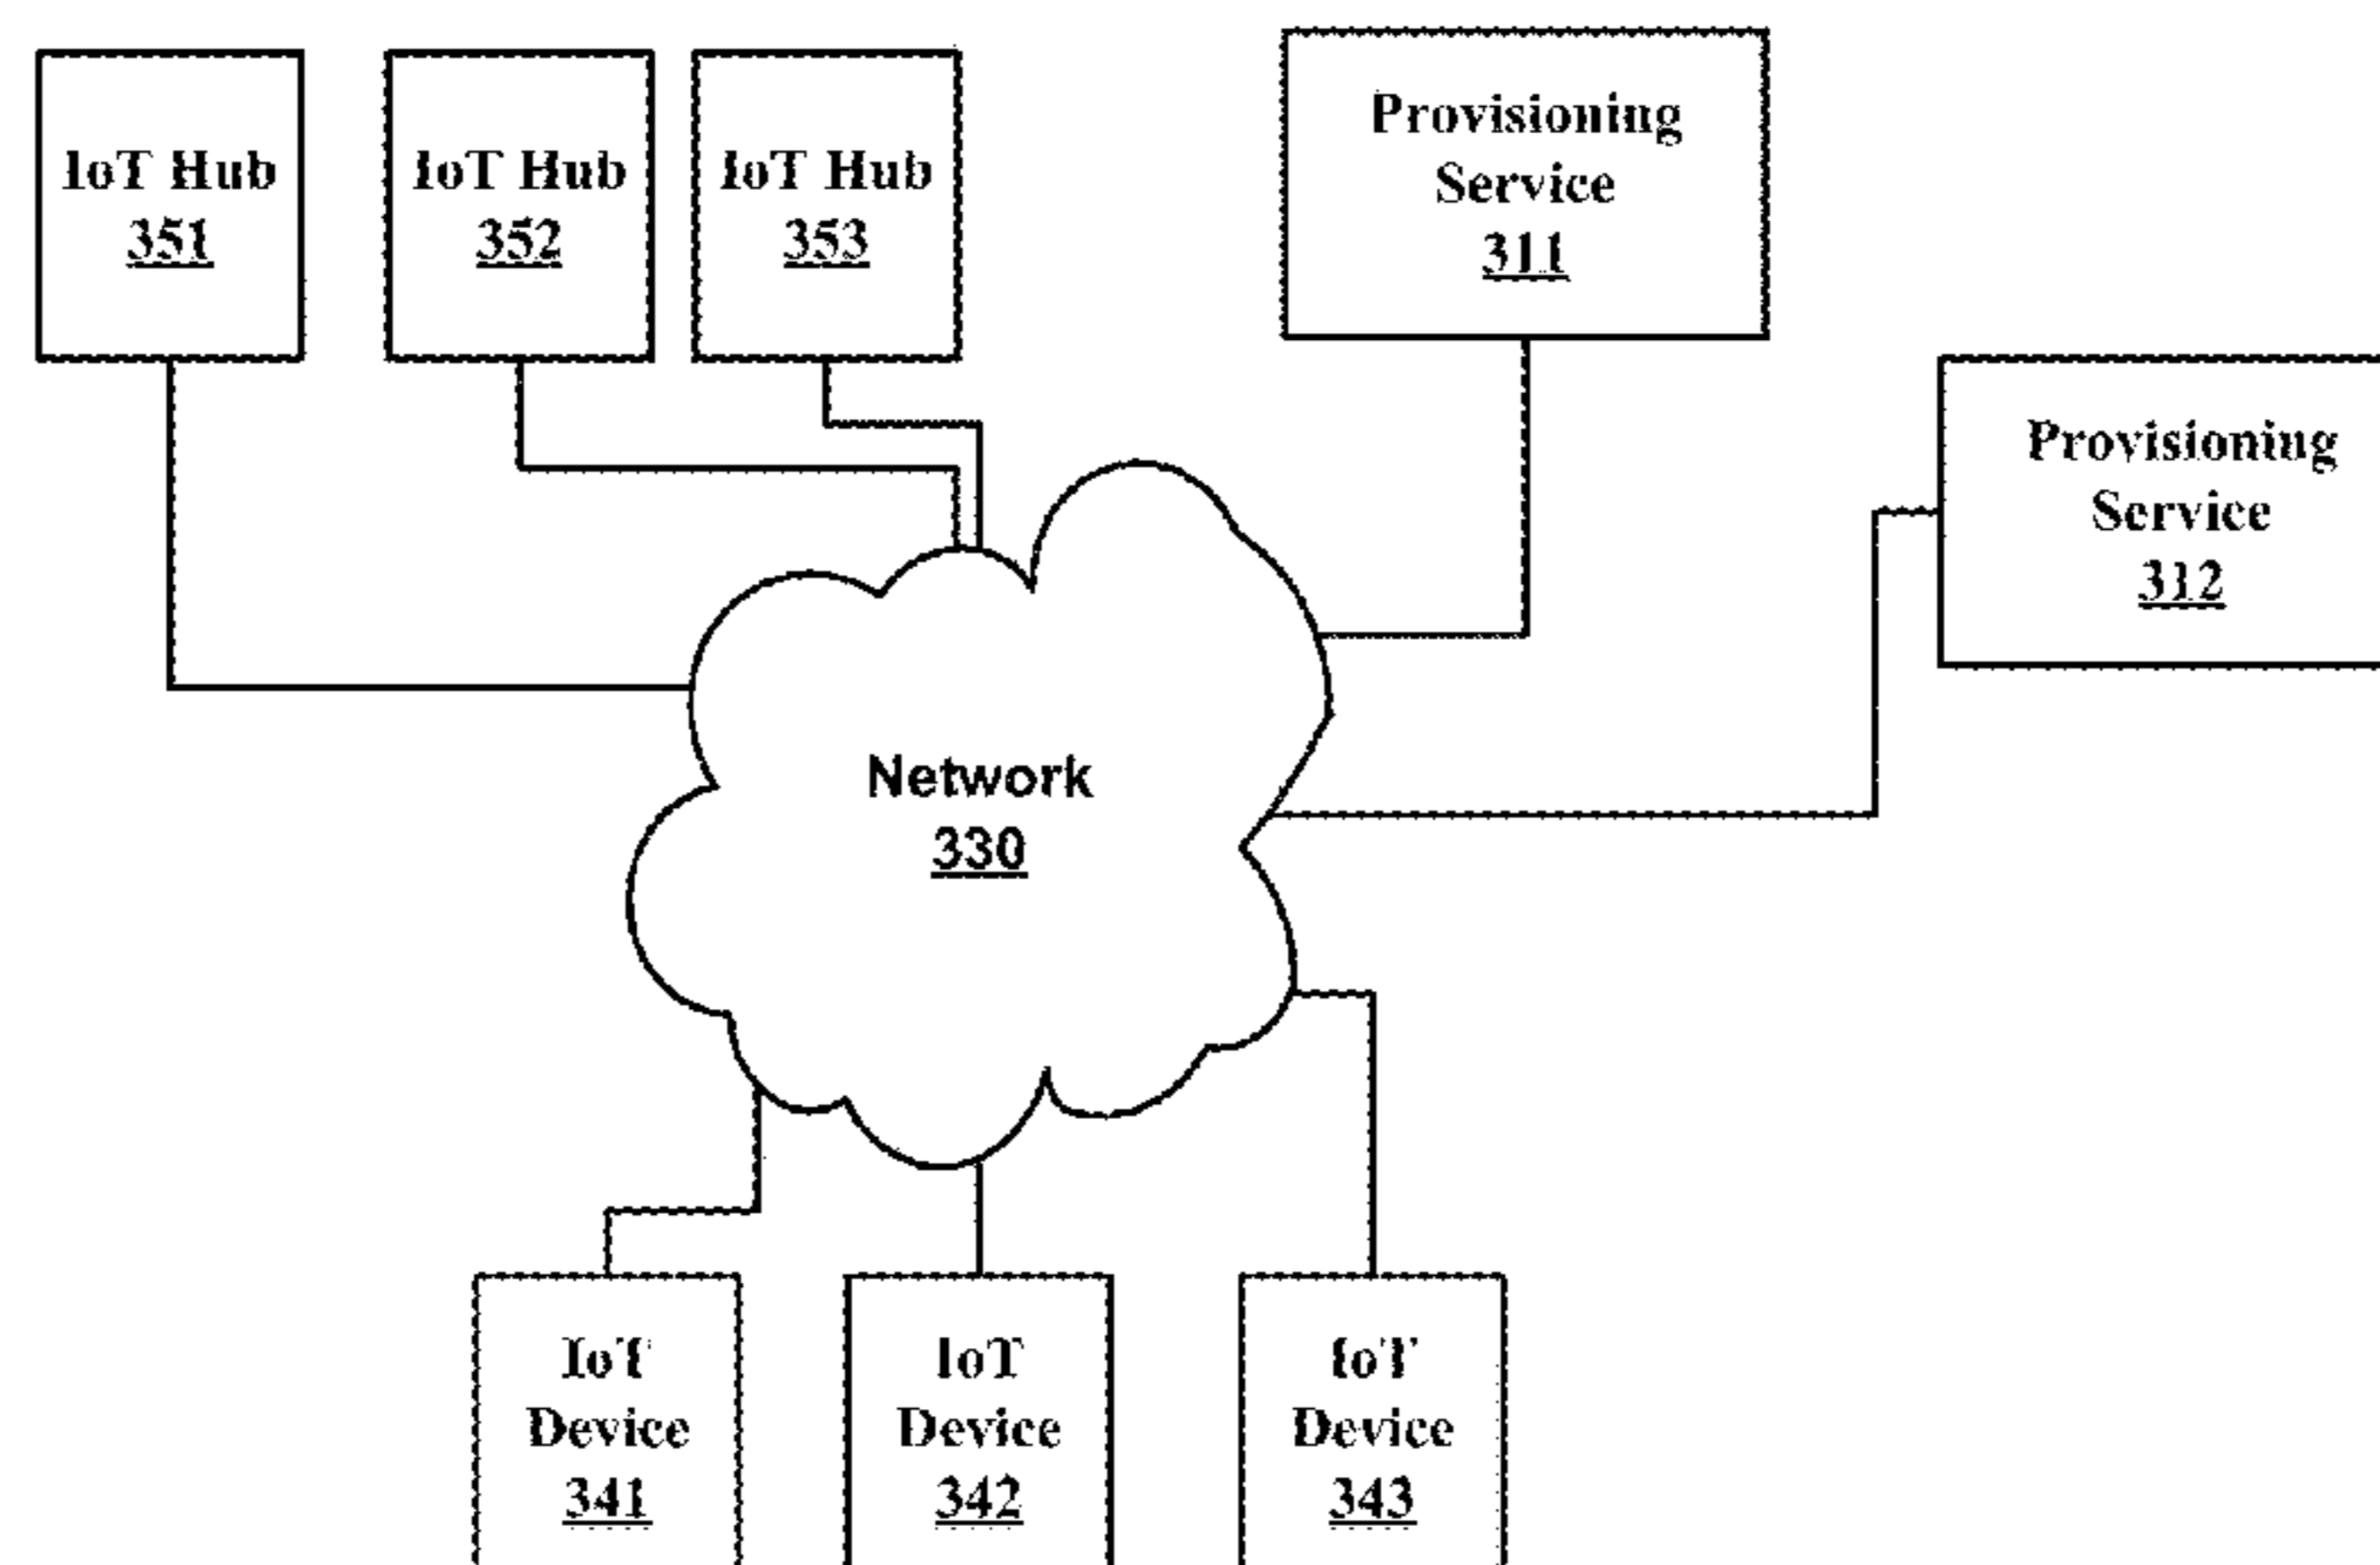 IoT Hub
351
IoT Hub
352
IoT Hub
353
Provisioning
Service
311
Provisioning
Service
312
Network
330
IoT
Device
341
IoT
Device
342
IoT
Device
343